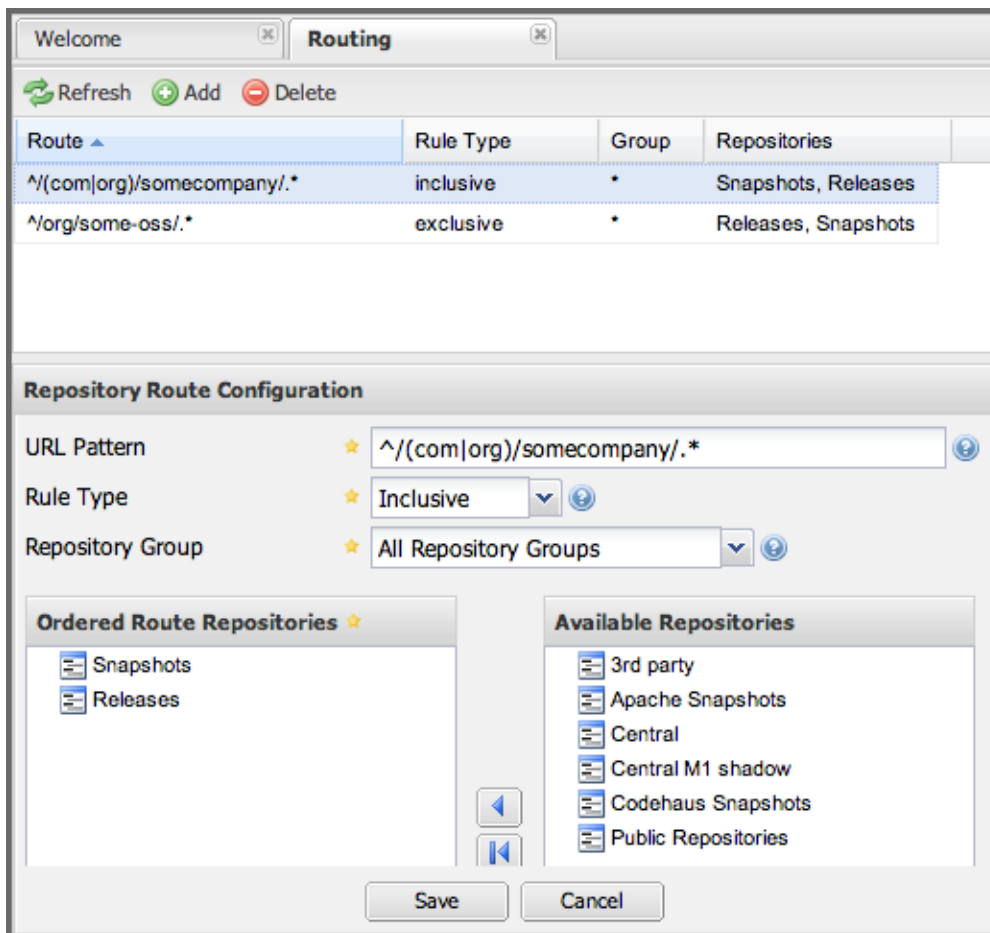 Welcome Routing
Refresh Add Delete
Route Rule Type Group Repositories
^/(com|org)/somecompany/.* inclusive * Snapshots, Releases
^/org/some-oss/.* exclusive * Releases, Snapshots
Repository Route Configuration
URL Pattern ^/(com|org)/somecompany/.*
Rule Type Inclusive
Repository Group All Repository Groups
Ordered Route Repositories
Snapshots
Releases
Available Repositories
3rd party
Apache Snapshots
Central
Central M1 shadow
Codehaus Snapshots
Public Repositories
Save Cancel